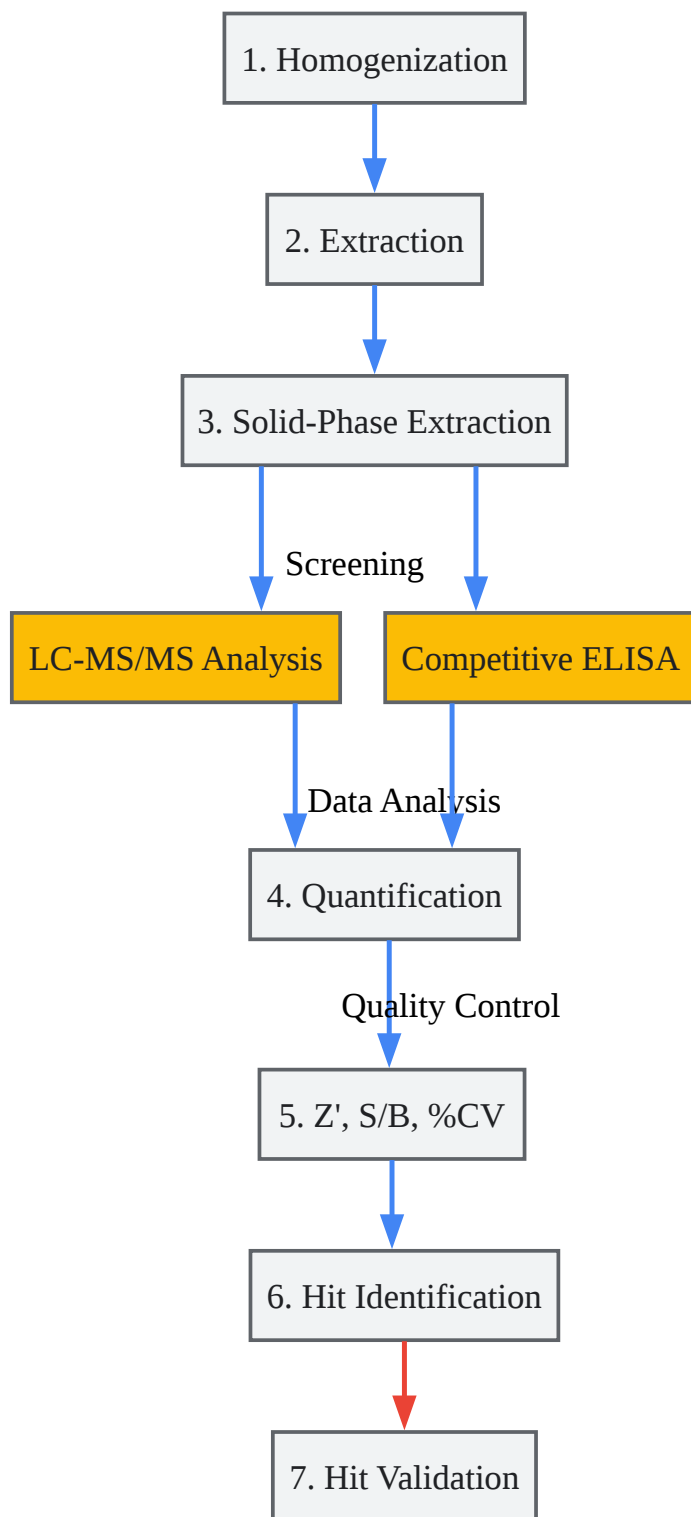 1. Homogenization
2. Extraction
3. Solid-Phase Extraction
Screening
LC-MS/MS Analysis
Competitive ELISA
Data Analysis
4. Quantification
Quality Control
5. Z', S/B, %CV
6. Hit Identification
7. Hit Validation